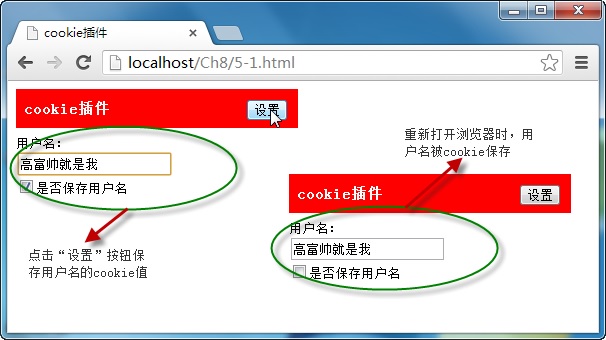 cookie插件
localhost/Ch8/5-1.html
cookie插件
设置
用户名：
高富帅就是我
是否保存用户名
点击“设置”按钮保
存用户名的cookie值
重新打开浏览器时，用
户名被cookie保存
cookie插件
设置
用户名：
高富帅就是我
是否保存用户名